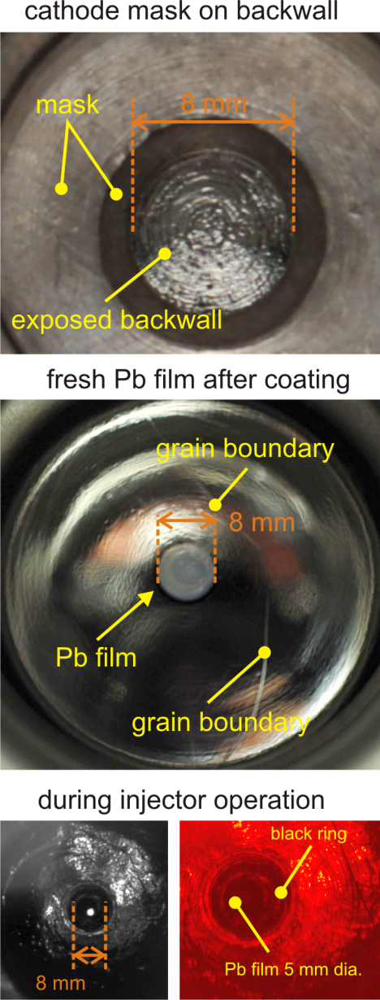 cathode mask on backwall
8 mm
mask
exposed backwall
fresh Pb film after coating
grain boundary
8 mm
Pb film
grain boundary
during injector operation
black ring
8 mm
Pb film 5 mm dia.